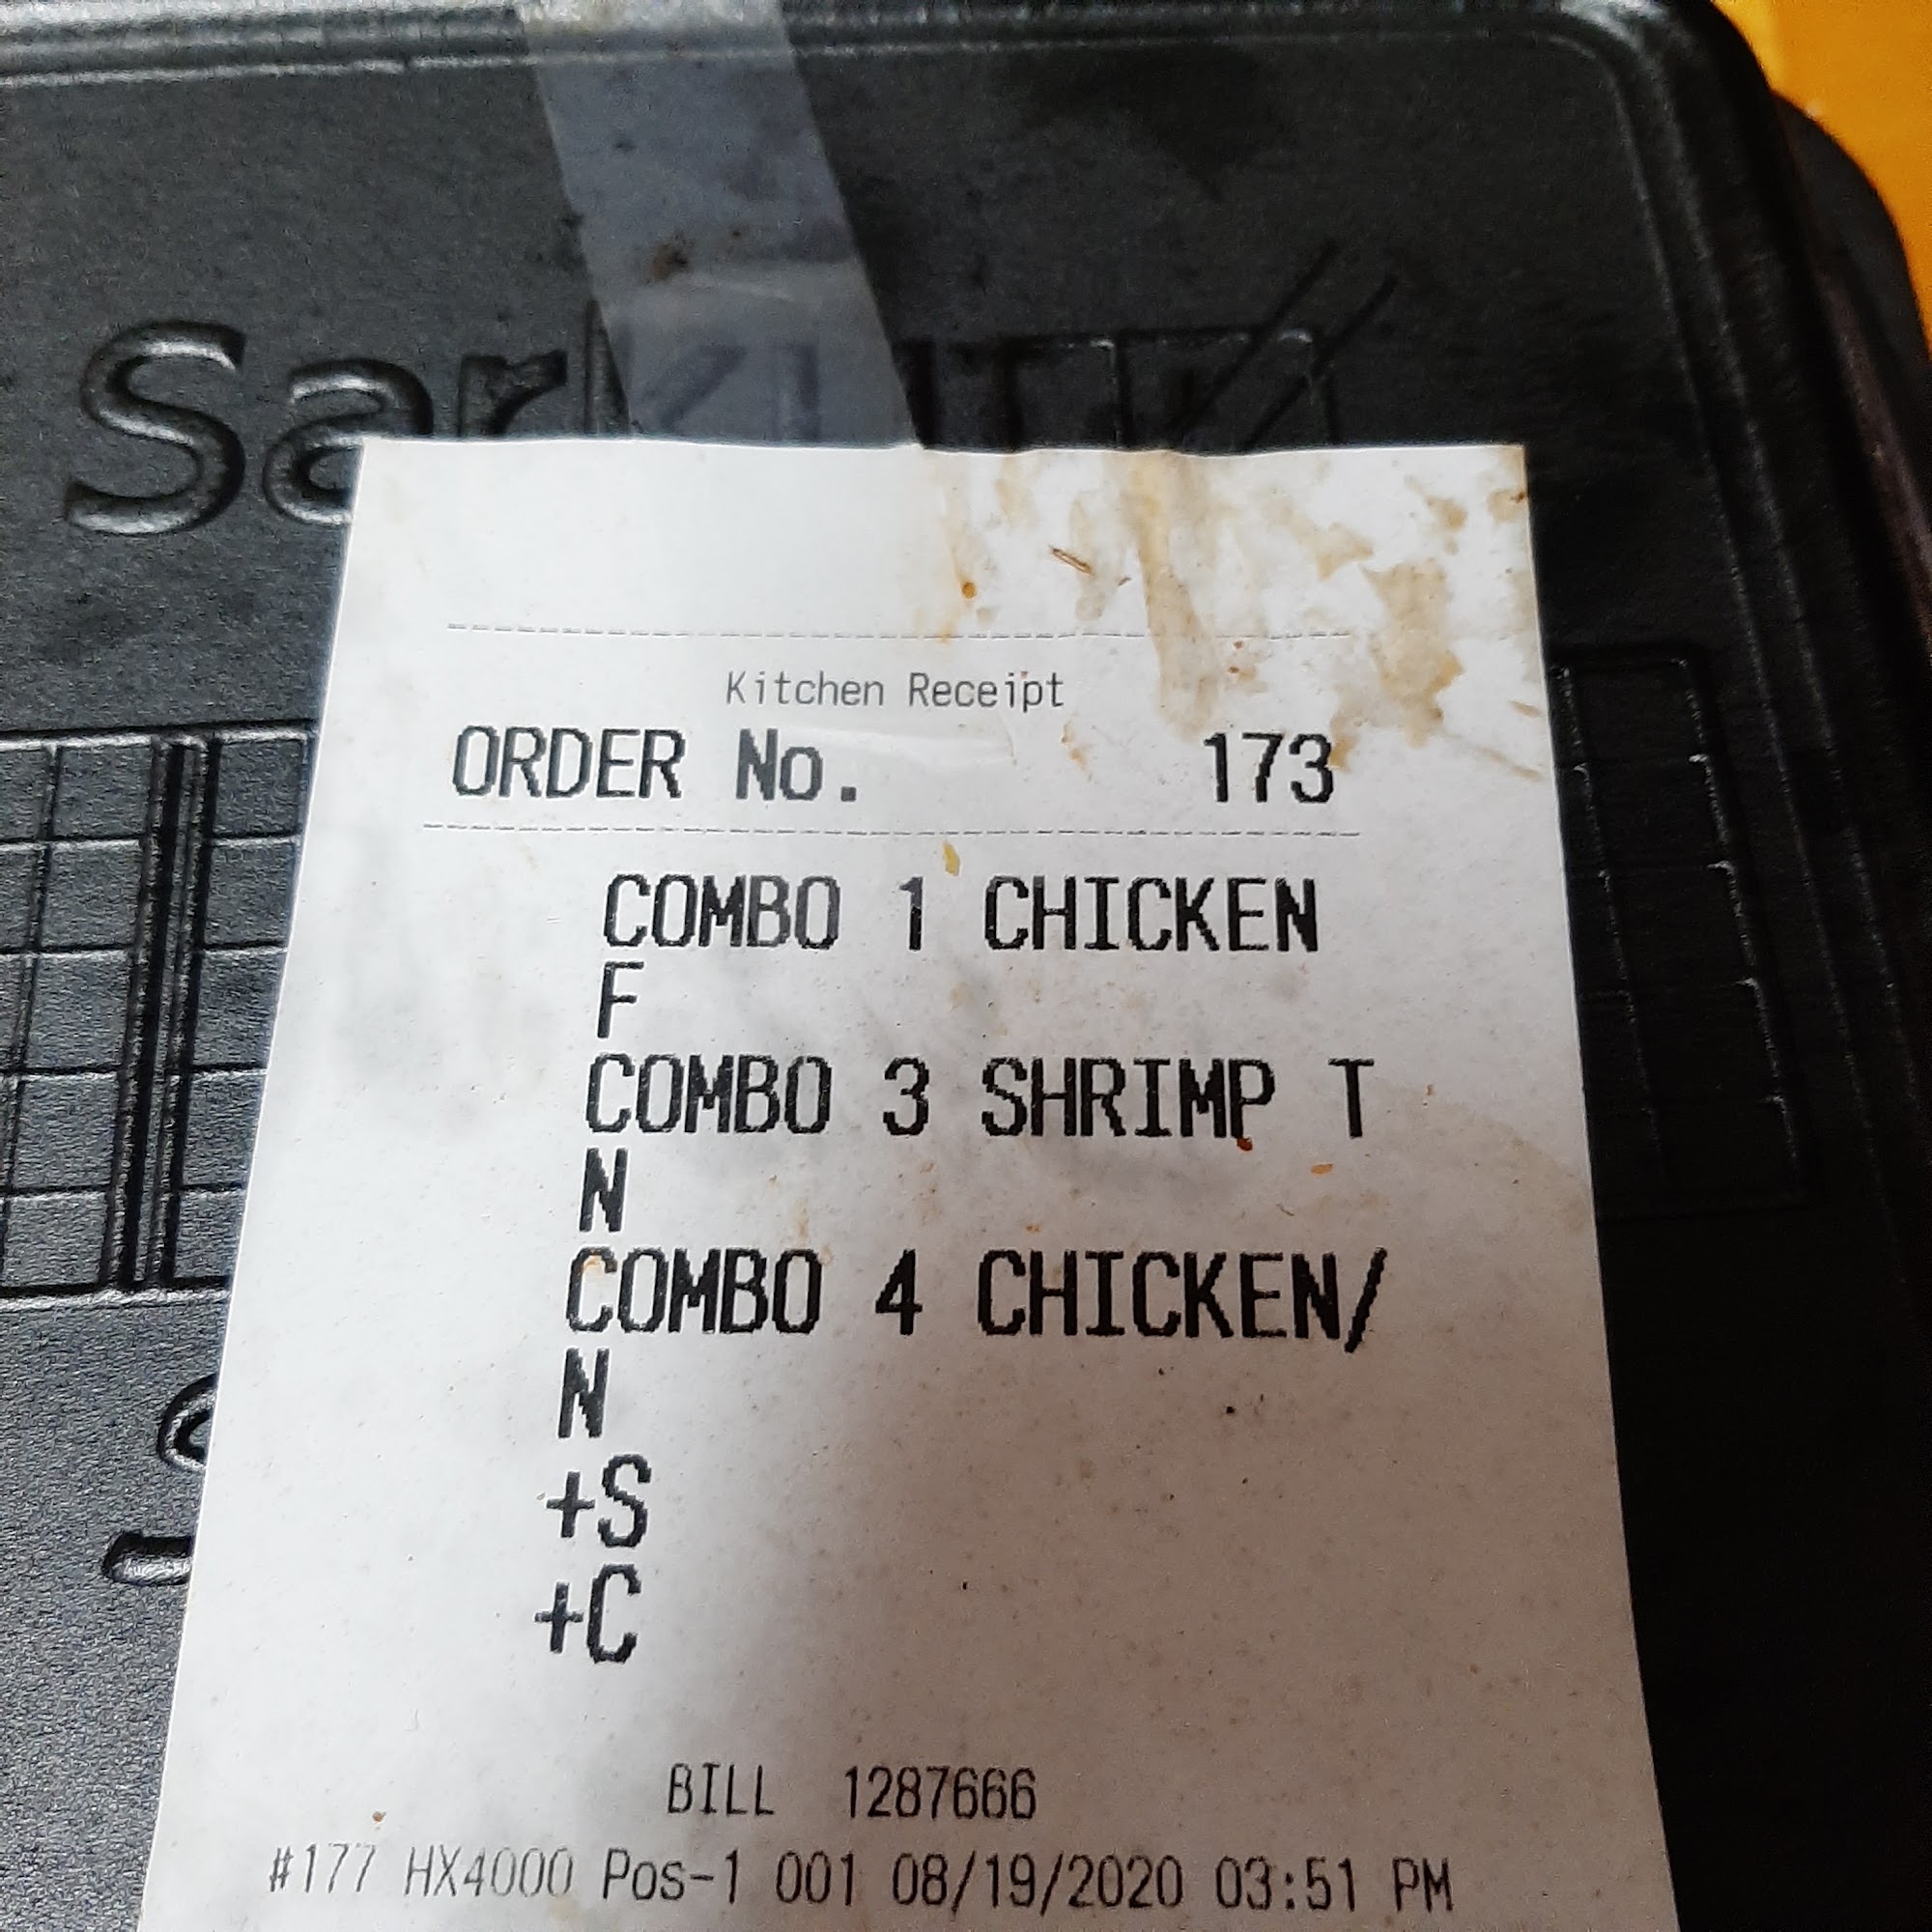 Sar
Kitchen Receipt
ORDER No. 173
COMBO 1 CHICKEN
F
COMBO 3 SHRIMP T
N
COMBO 4 CHICKEN/
N
+S
+C
BILL 1287666
#177 HX4000 Pos-1 001 08/19/2020 03:51 PM